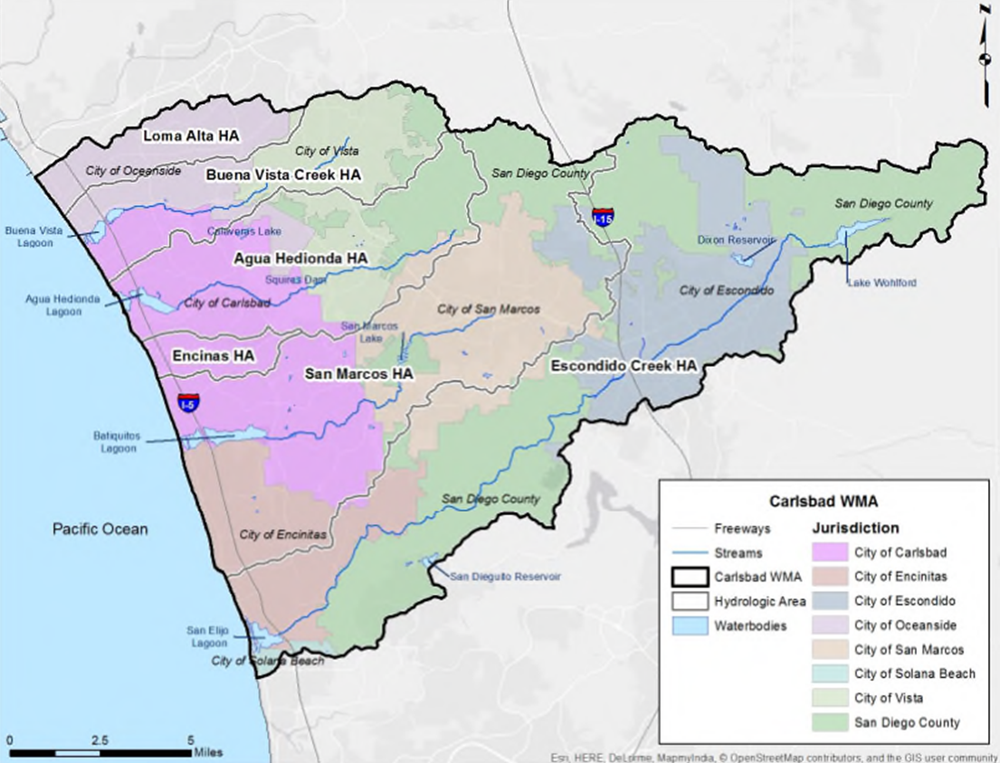 N
Loma Alta HA
City of Oceanside
City of Vista
Buena Vista Creek HA
San Diego County
San Diego County
I-15
Buena Vista
Lagoon
Calaveras Lake
Dixon Reservoir
Agua Hedionda HA
Squires Dam
Lake Wohlford
Agua Hedionda
Lagoon
City of Carlsbad
City of San Marcos
City of Escondido
San Marcos
Lake
Encinas HA
San Marcos HA
Escondido Creek HA
I-5
Batiquitos
Lagoon
San Diego County
Pacific Ocean
City of Encinitas
San Dieguito Reservoir
San Elijo
Lagoon
City of Solana Beach
Carlsbad WMA
Freeways
Streams
Carlsbad WMA
Hydrologic Area
Waterbodies
Jurisdiction
City of Carlsbad
City of Encinitas
City of Escondido
City of Oceanside
City of San Marcos
City of Solana Beach
City of Vista
San Diego County
0 2.5 5
Miles
Esri, HERE, DeLorme, MapmyIndia, © OpenStreetMap contributors, and the GIS user community